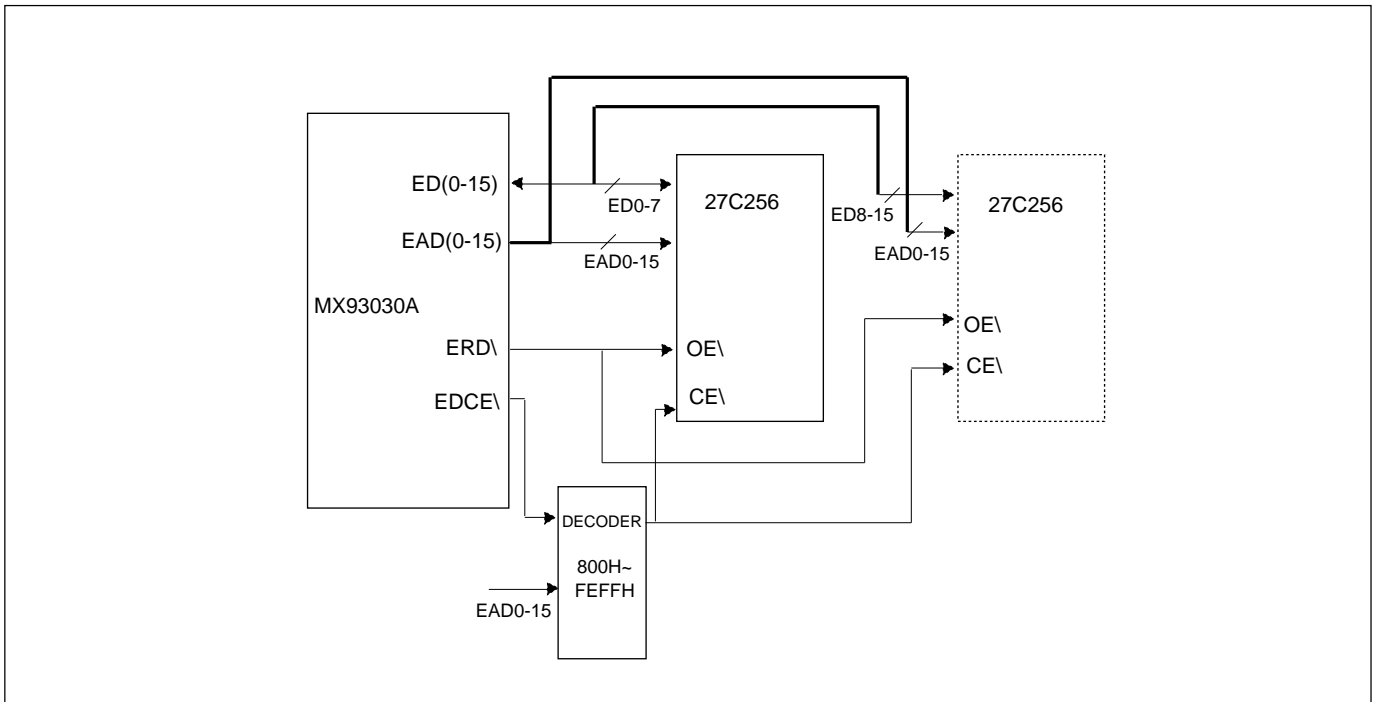 ED(0-15)
ED0-7
27C256
ED8-15
27C256
EAD(0-15)
EAD0-15
EAD0-15
MX93030A
ERD\
OE\
OE\
EDCE\
CE\
CE\
DECODER
800H~
FEFFH
EAD0-15